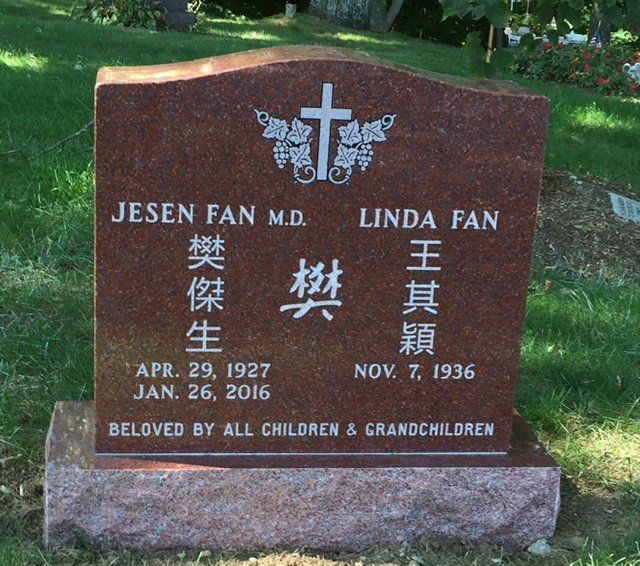 JESEN FAN M.D.
樊傑生
APR. 29, 1927
JAN. 26, 2016
樊
LINDA FAN
王其穎
NOV. 7, 1936
BELOVED BY ALL CHILDREN & GRANDCHILDREN